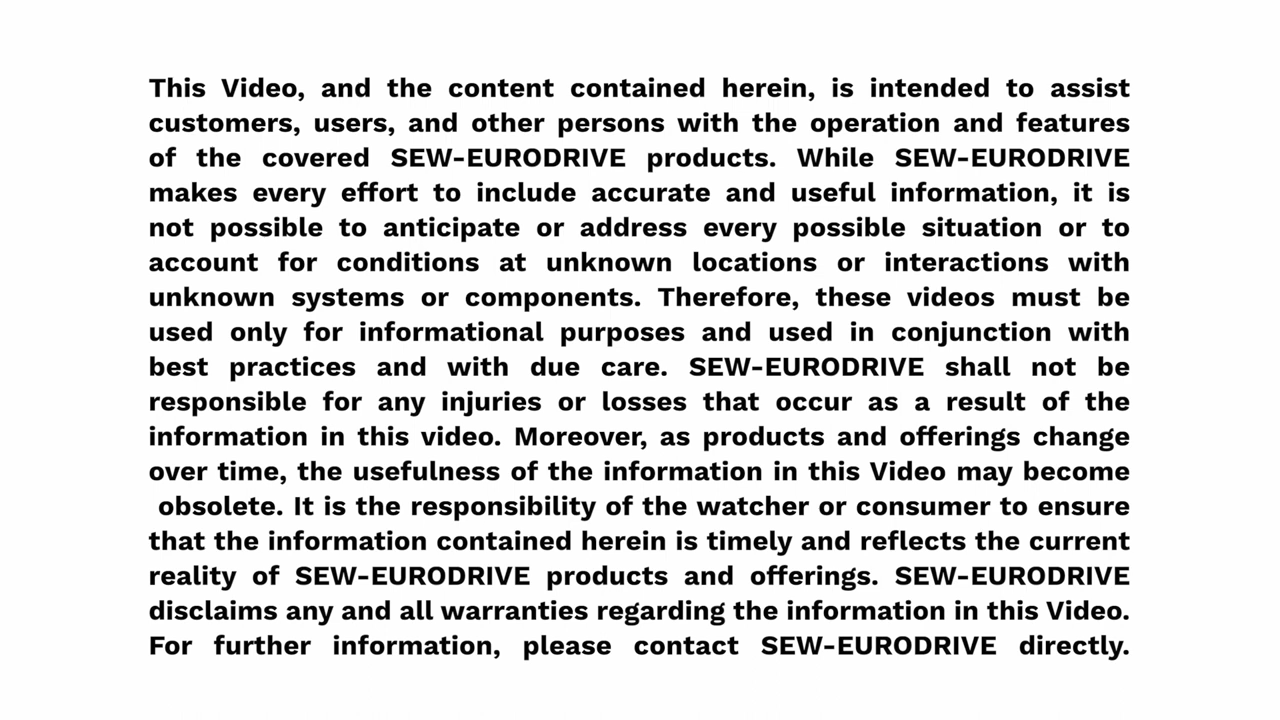 This Video, and the content contained herein, is intended to assist
customers, users, and other persons with the operation and features
of the covered SEW-EURODRIVE products. While SEW-EURODRIVE
makes every effort to include accurate and useful information, it is
not possible to anticipate or address every possible situation or to
account for conditions at unknown locations or interactions with
unknown systems or components. Therefore, these videos must be
used only for informational purposes and used in conjunction with
best practices and with due care. SEW-EURODRIVE shall not be
responsible for any injuries or losses that occur as a result of the
information in this video. Moreover, as products and offerings change
over time, the usefulness of the information in this Video may become
obsolete. It is the responsibility of the watcher or consumer to ensure
that the information contained herein is timely and reflects the current
reality of SEW-EURODRIVE products and offerings. SEW-EURODRIVE
disclaims any and all warranties regarding the information in this Video.
For further information, please contact SEW-EURODRIVE directly.